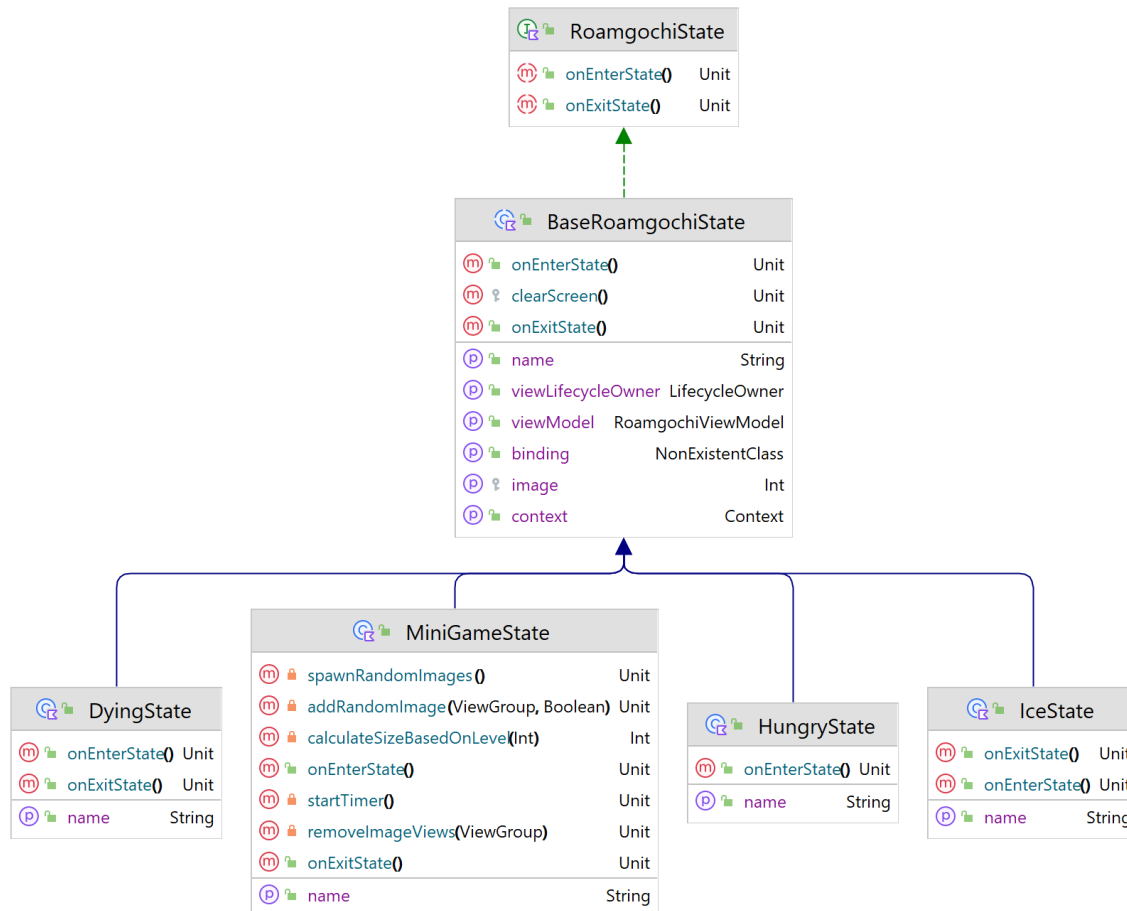 RoamgochiState
onEnterState() Unit
onExitState() Unit
BaseRoamgochiState
onEnterState() Unit
clearScreen() Unit
onExitState() Unit
name String
viewLifecycleOwner LifecycleOwner
viewModel RoamgochiViewModel
binding NonExistentClass
image Int
context Context
DyingState
onEnterState() Unit
onExitState() Unit
name String
MiniGameState
spawnRandomImages() Unit
addRandomImage(ViewGroup, Boolean) Unit
calculateSizeBasedOnLevel(Int) Int
onEnterState() Unit
startTimer() Unit
removeImageViews(ViewGroup) Unit
onExitState() Unit
name String
HungryState
onEnterState() Unit
name String
IceState
onExitState() Unit
onEnterState() Unit
name String